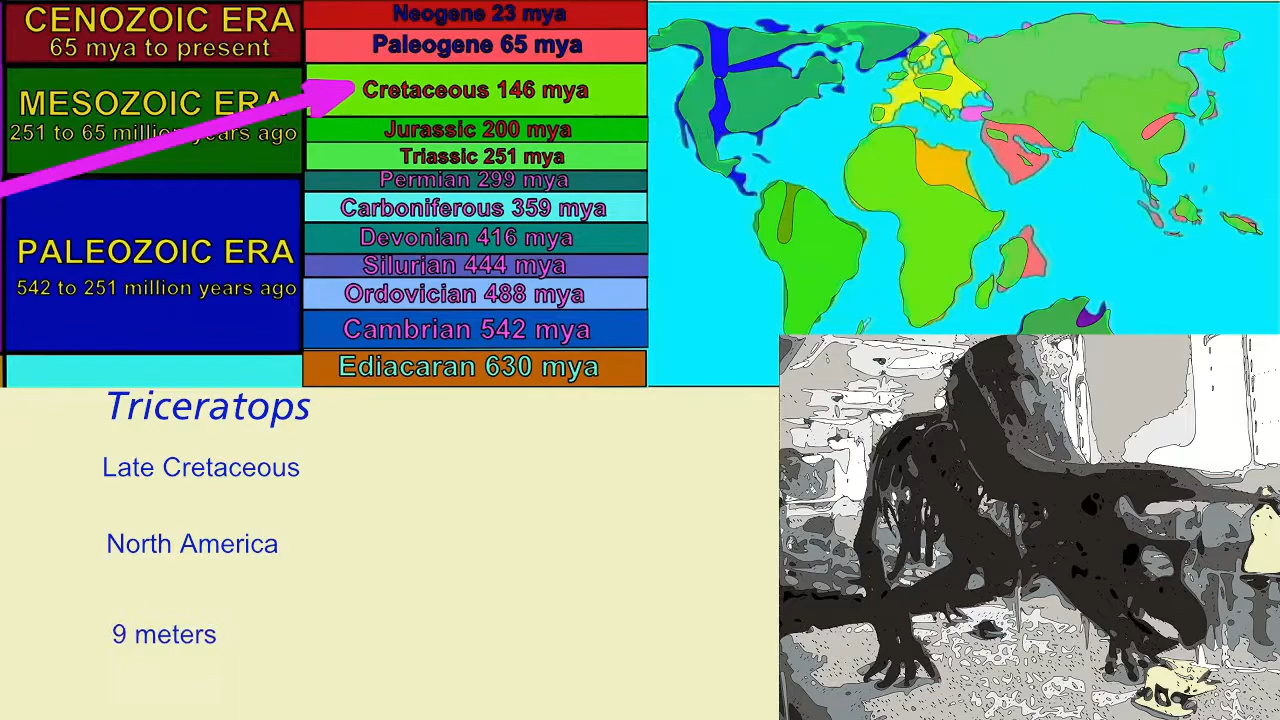 CENOZOIC ERA
65 mya to present
MESOZOIC ERA
251 to 65 million years ago
PALEOZOIC ERA
542 to 251 million years ago
Neogene 23 mya
Paleogene 65 mya
Cretaceous 146 mya
Jurassic 200 mya
Triassic 251 mya
Permian 299 mya
Carboniferous 359 mya
Devonian 416 mya
Silurian 444 mya
Ordovician 488 mya
Cambrian 542 mya
Ediacaran 630 mya
Triceratops
Late Cretaceous
North America
9 meters